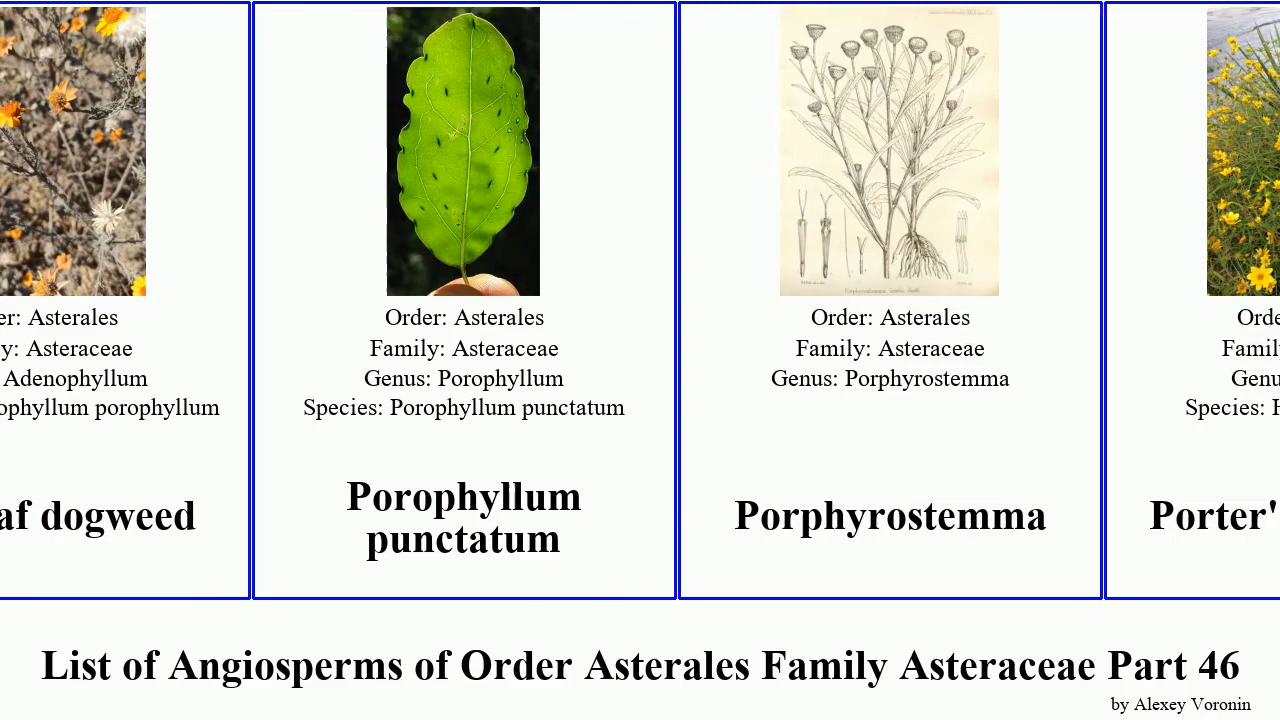 er: Asterales
y: Asteraceae
Adenophyllum
ophyllum porophyllum
af dogweed
Order: Asterales
Family: Asteraceae
Genus: Porophyllum
Species: Porophyllum punctatum
Porophyllum
punctatum
Order: Asterales
Family: Asteraceae
Genus: Porphyrostemma
Porphyrostemma
Orde
Famil
Genu
Species: H
Porter'
List of Angiosperms of Order Asterales Family Asteraceae Part 46
by Alexey Voronin